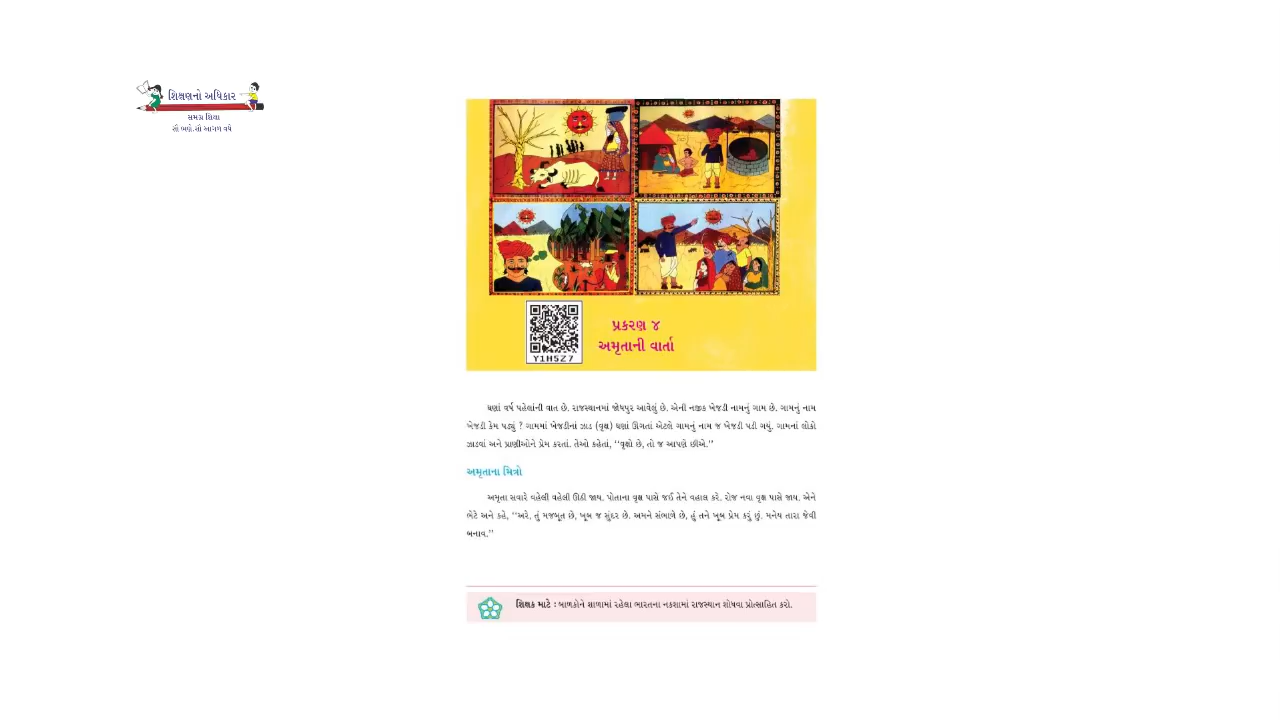 શિક્ષણનો અધિકાર
સમગ્ર શિક્ષા
સૌ ભણે.સૌ આગળ વધે
Y1H5Z7
પ્રકરણ ૪
અમૃતાની વાર્તા
ઘણાં વર્ષ પહેલાંની વાત છે. રાજસ્થાનમાં જોધપુર આવેલું છે. એની નજીક ખેજડી નામનું ગામ છે. ગામનું નામ
ખેજડી કેમ પડ્યું ? ગામમાં ખેજડીનાં ઝાડ (વૃક્ષ) ઘણાં ઊગતાં એટલે ગામનું નામ જ ખેજડી પડી ગયું. ગામનાં લોકો
ઝાડવાં અને પ્રાણીઓને પ્રેમ કરતાં. તેઓ કહેતાં, ‘‘વૃક્ષો છે, તો જ આપણે છીએ.’’
અમૃતાના મિત્રો
અમૃતા સવારે વહેલી વહેલી ઊઠી જાય. પોતાના વૃક્ષ પાસે જઈ તેને વહાલ કરે. રોજ નવા વૃક્ષ પાસે જાય. એને
ભેટે અને કહે, ‘‘અરે, તું મજબૂત છે, ખૂબ જ સુંદર છે. અમને સંભાળે છે, હું તને ખૂબ પ્રેમ કરું છું. મનેય તારા જેવી
બનાવ.’’
શિક્ષક માટે : બાળકોને શાળામાં રહેલા ભારતના નકશામાં રાજસ્થાન શોધવા પ્રોત્સાહિત કરો.